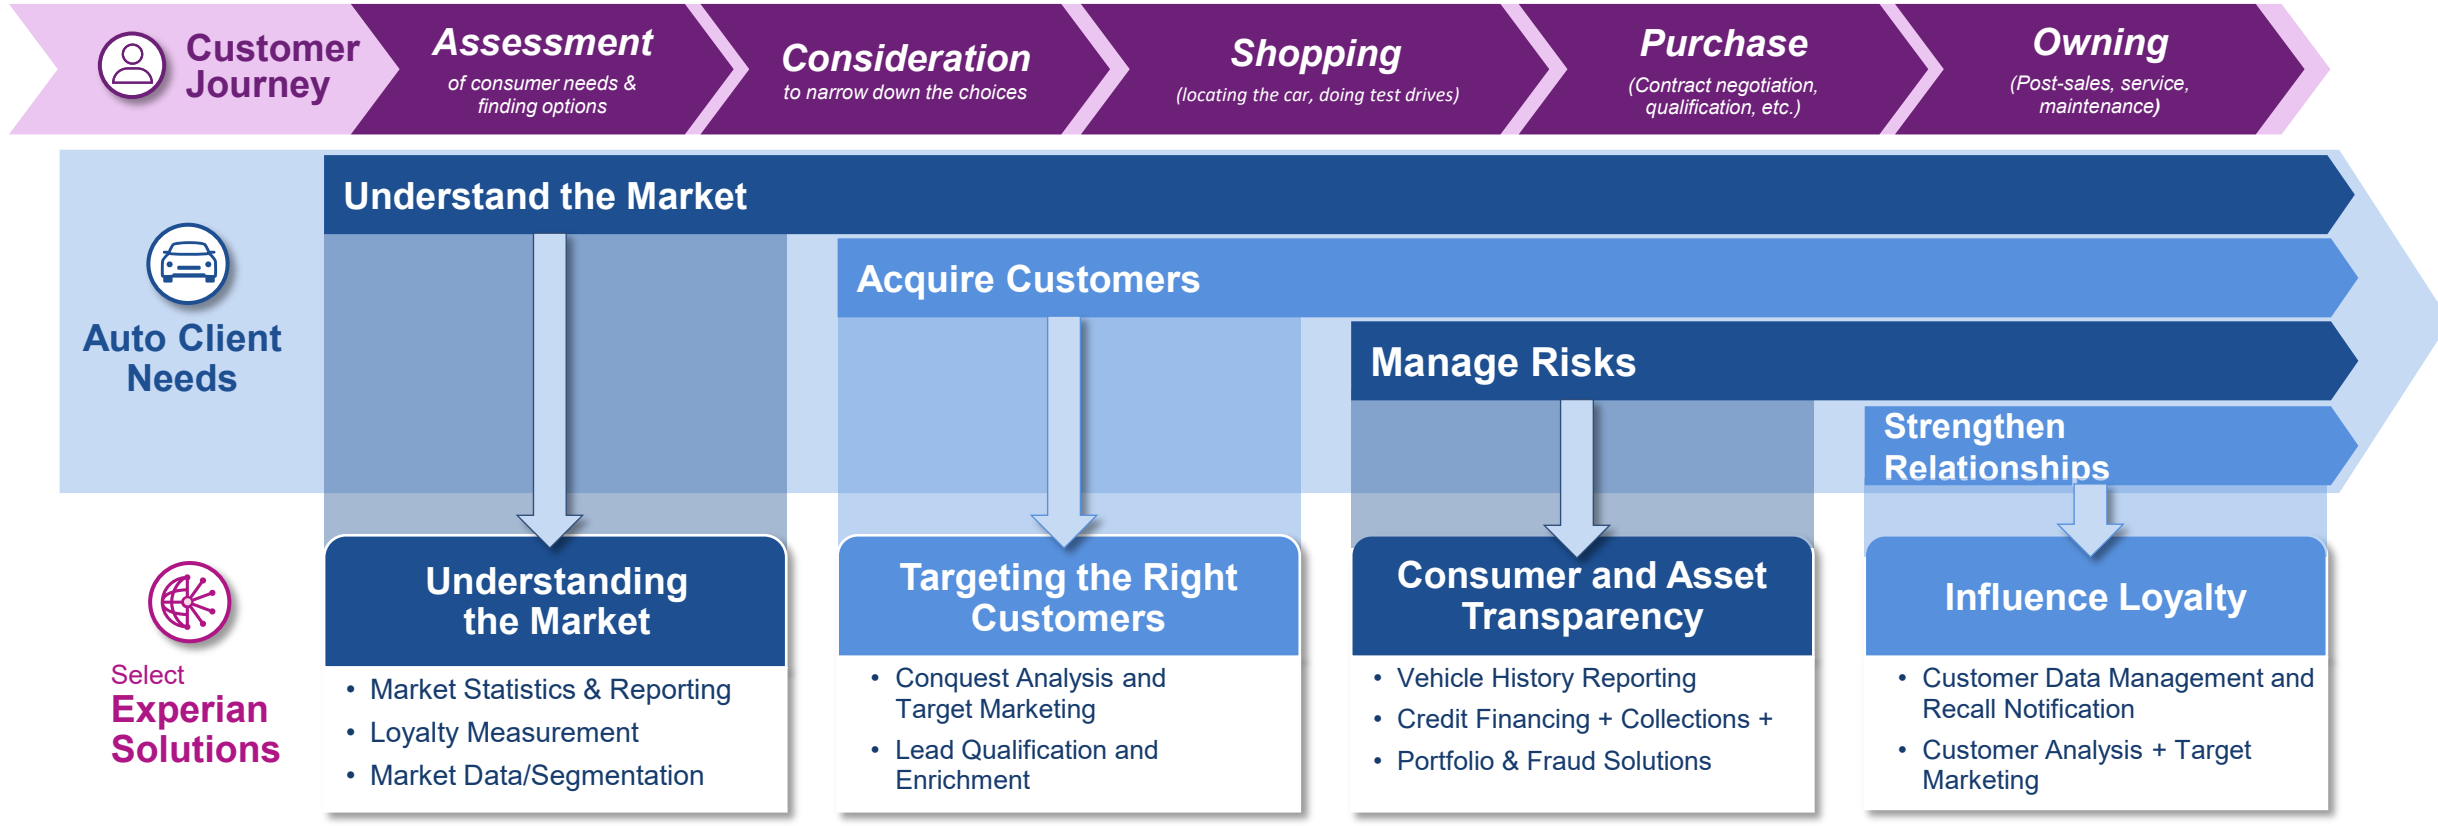 Customer
Journey
Assessment
of consumer needs &
finding options
Consideration
to narrow down the choices
Shopping
(locating the car, doing test drives)
Purchase
(Contract negotiation,
qualification, etc.)
Owning
(Post-sales, service,
maintenance)
Auto Client
Needs
Understand the Market
Acquire Customers
Manage Risks
Strengthen
Relationships
Select
Experian
Solutions
Understanding
the Market
• Market Statistics & Reporting
• Loyalty Measurement
• Market Data/Segmentation
Targeting the Right
Customers
• Conquest Analysis and
Target Marketing
• Lead Qualification and
Enrichment
Consumer and Asset
Transparency
• Vehicle History Reporting
• Credit Financing + Collections +
• Portfolio & Fraud Solutions
Influence Loyalty
• Customer Data Management and
Recall Notification
• Customer Analysis + Target
Marketing